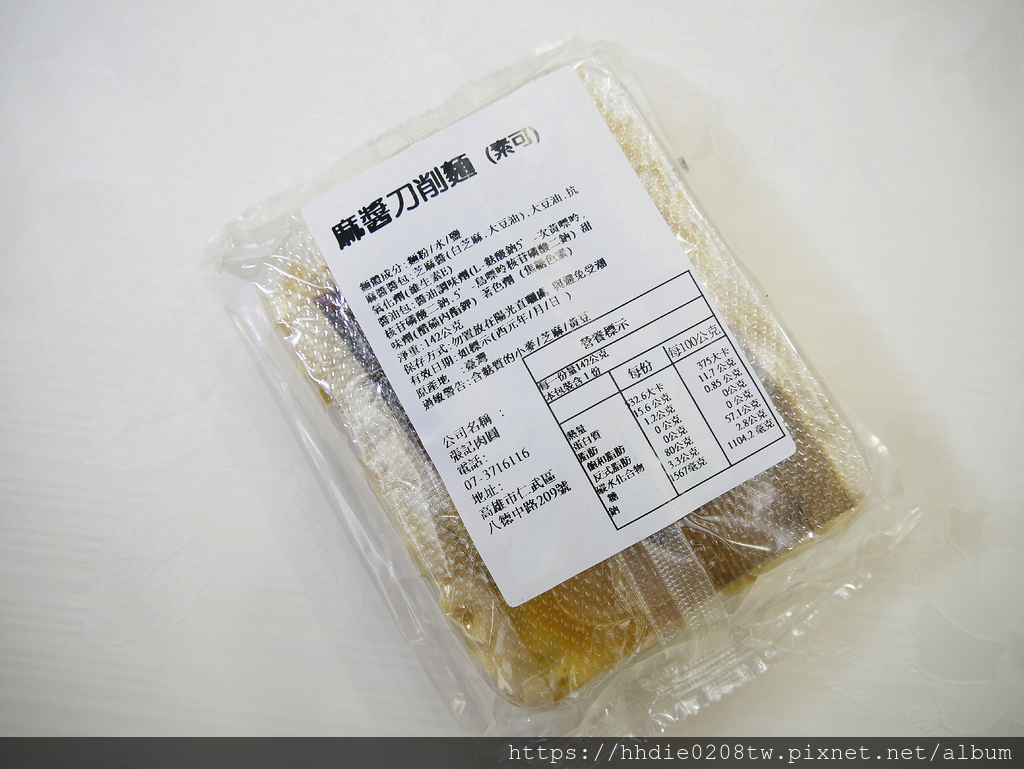 麻醬刀削麵 (素可)
麵體成分:麵粉/水/鹽
麻醬醬包:芝麻醬(白芝麻.大豆油).大豆油.抗
氧化劑(維生素E)
醬油包:醬油調味劑(L-麩酸鈉5'-次黃嘌呤
核苷磷酸二鈉,5'-鳥嘌呤核苷磷酸二鈉) 甜
味劑(醋磺內酯鉀) 著色劑 (焦糖色素)
淨重:142公克
保存方式:勿置放在陽光直曬處 與避免受潮
有效日期:如標示(西元年/月/日 )
原產地 :臺灣
過敏警告:含麩質的小麥/芝麻/黃豆
公司名稱 :
張記肉圓
電話:
07-3716116
地址:
高雄市仁武區
八德中路209號
營養標示
每一份量142公克
本包裝含1份
每份 每100公克
熱量 532.6大卡 375大卡
蛋白質 15.6公克 11.7 公克
脂肪 1.2公克 0.85 公克
飽和脂肪 0 公克 0公克
反式脂肪 0公克 0 公克
碳水化合物 80公克 57.1公克
糖 3.3公克 2.8公克
鈉 1567毫克 1104.2 毫克
https://hhdie0208tw.pixnet.net/album